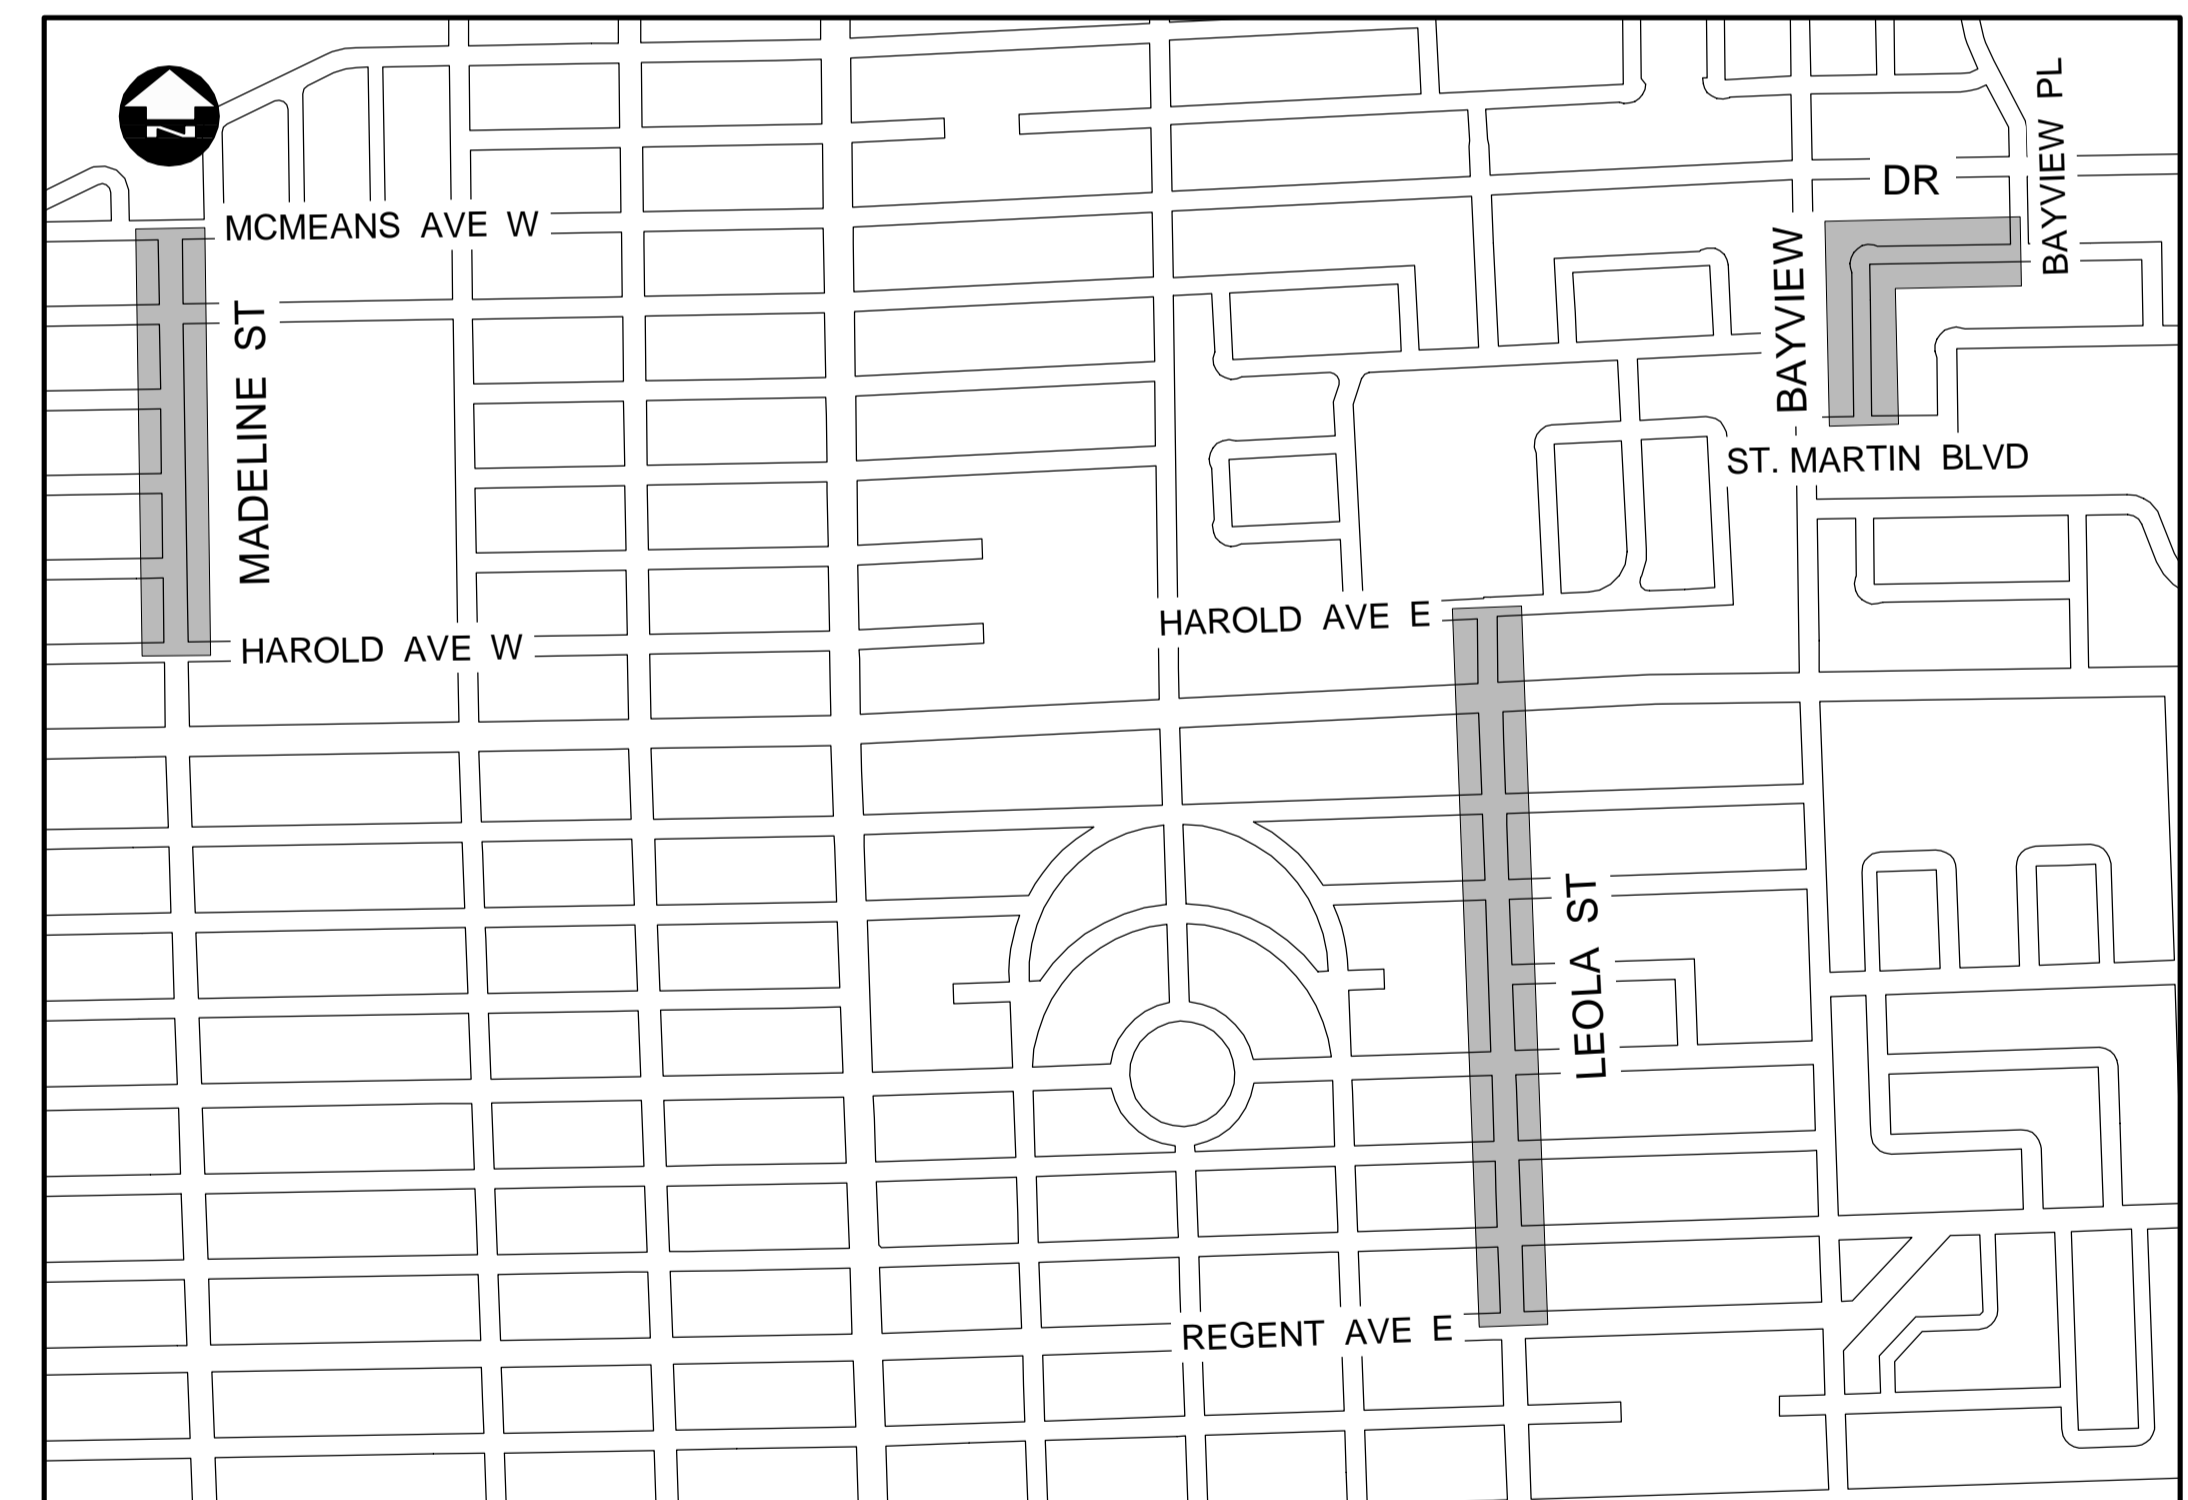 N
MCMEANS AVE W
MADELINE ST
HAROLD AVE W
BAYVIEW PL
DR
BAYVIEW
ST. MARTIN BLVD
HAROLD AVE E
LEOLA ST
REGENT AVE E